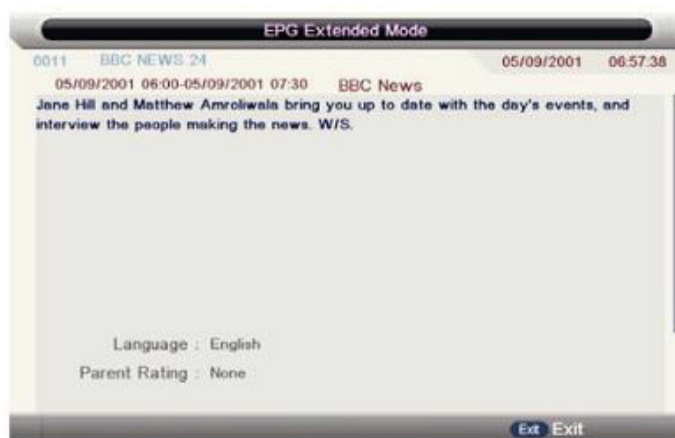 EPG Extended Mode
0011 BBC NEWS 24 05/09/2001 06:57:38
05/09/2001 06:00-05/09/2001 07:30 BBC News
Jane Hill and Matthew Amroliwala bring you up to date with the day's events, and
interview the people making the news. W/S.
Language : English
Parent Rating : None
Exit Exit